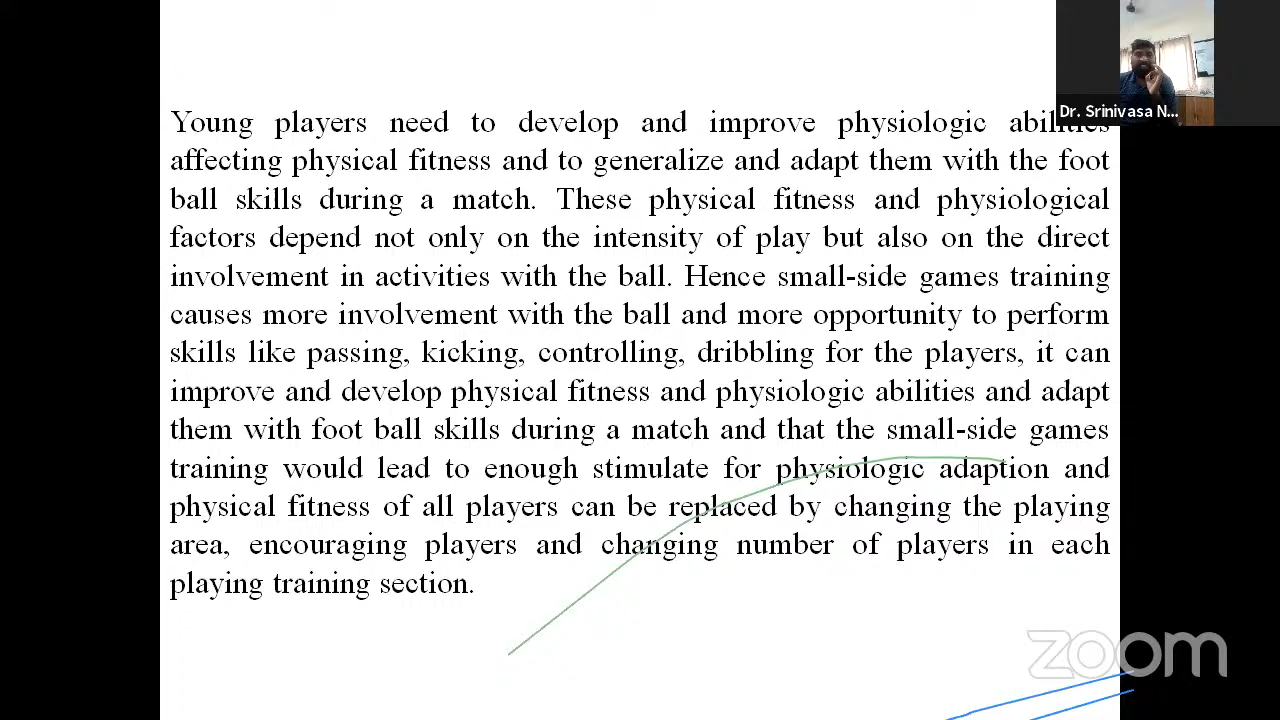 Young players need to develop and improve physiologic abilities
affecting physical fitness and to generalize and adapt them with the foot
ball skills during a match. These physical fitness and physiological
factors depend not only on the intensity of play but also on the direct
involvement in activities with the ball. Hence small-side games training
causes more involvement with the ball and more opportunity to perform
skills like passing, kicking, controlling, dribbling for the players, it can
improve and develop physical fitness and physiologic abilities and adapt
them with foot ball skills during a match and that the small-side games
training would lead to enough stimulate for physiologic adaption and
physical fitness of all players can be replaced by changing the playing
area, encouraging players and changing number of players in each
playing training section.
Dr. Srinivasa N...
zoom